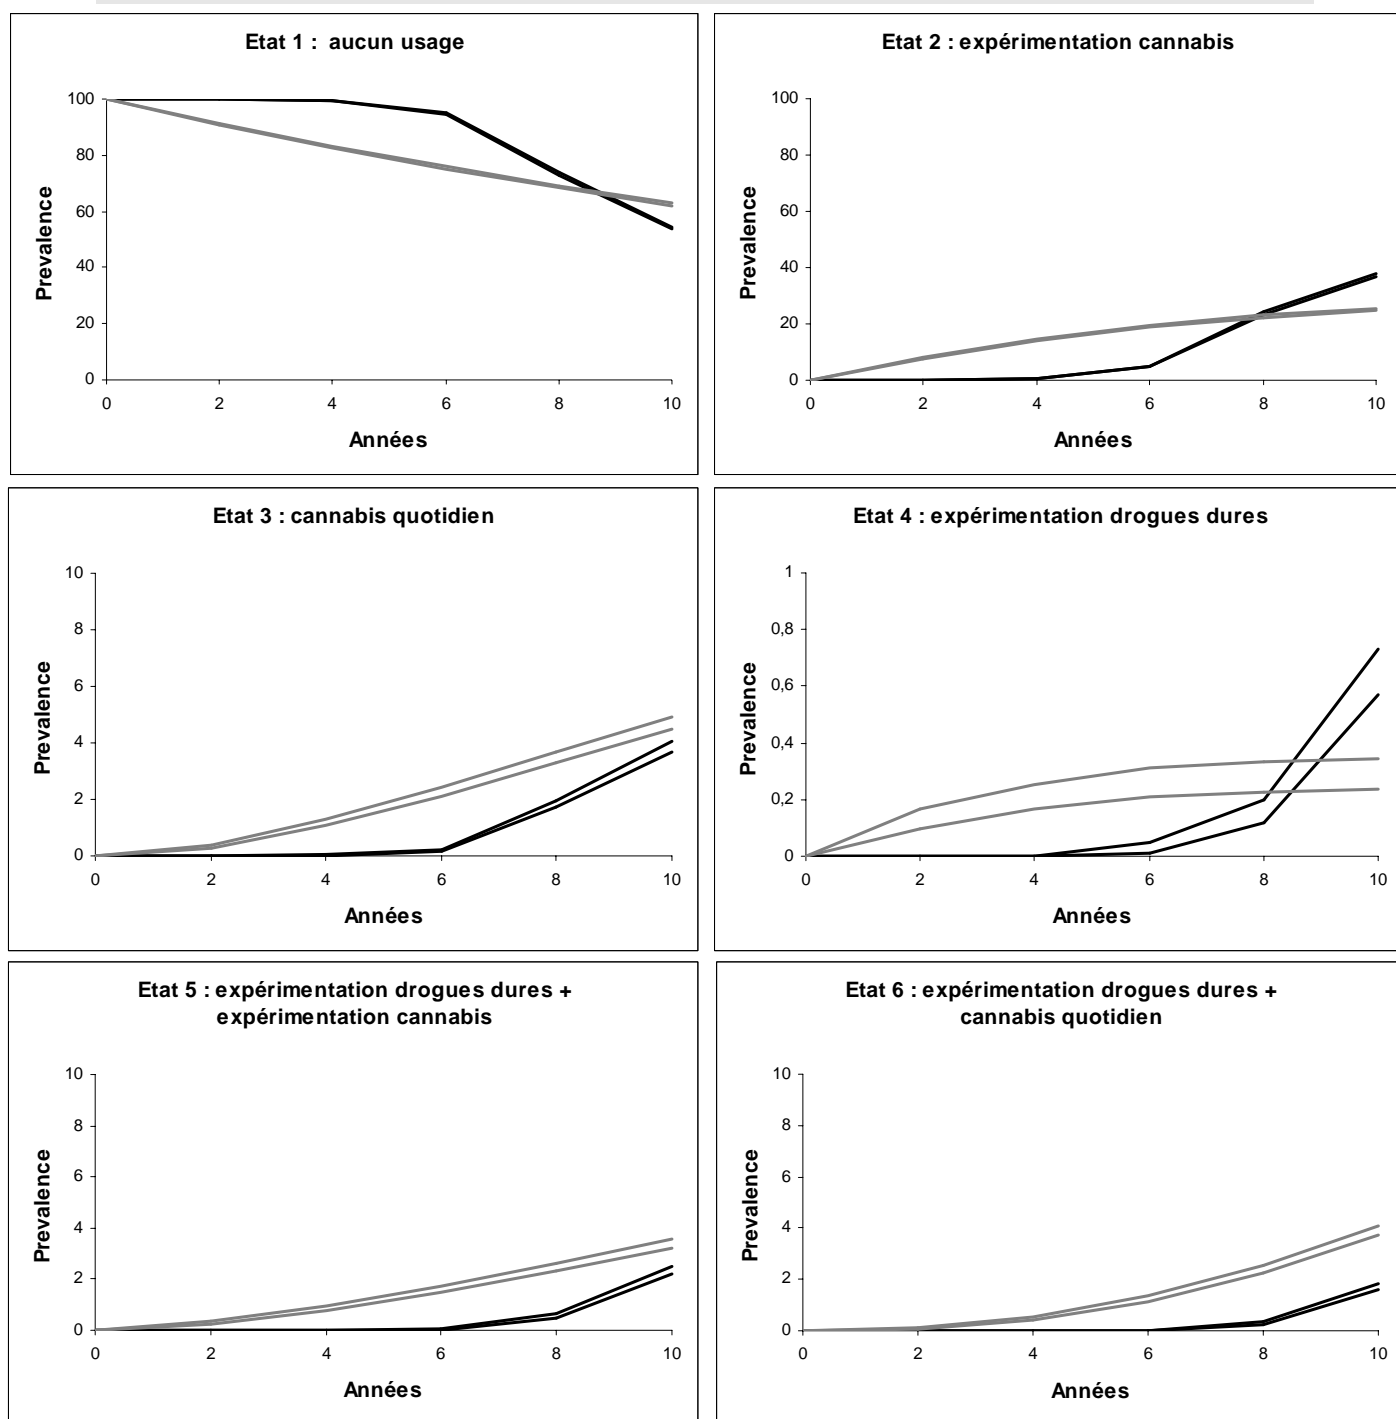 Etat 1 : aucun usage
Prevalence
100
80
60
40
20
0
0 2 4 6 8 10
Années
Etat 2 : expérimentation cannabis
Prevalence
100
80
60
40
20
0
0 2 4 6 8 10
Années
Etat 3 : cannabis quotidien
Prevalence
10
8
6
4
2
0
0 2 4 6 8 10
Années
Etat 4 : expérimentation drogues dures
Prevalence
1
0,8
0,6
0,4
0,2
0
0 2 4 6 8 10
Années
Etat 5 : expérimentation drogues dures +
expérimentation cannabis
Prevalence
10
8
6
4
2
0
0 2 4 6 8 10
Années
Etat 6 : expérimentation drogues dures +
cannabis quotidien
Prevalence
10
8
6
4
2
0
0 2 4 6 8 10
Années